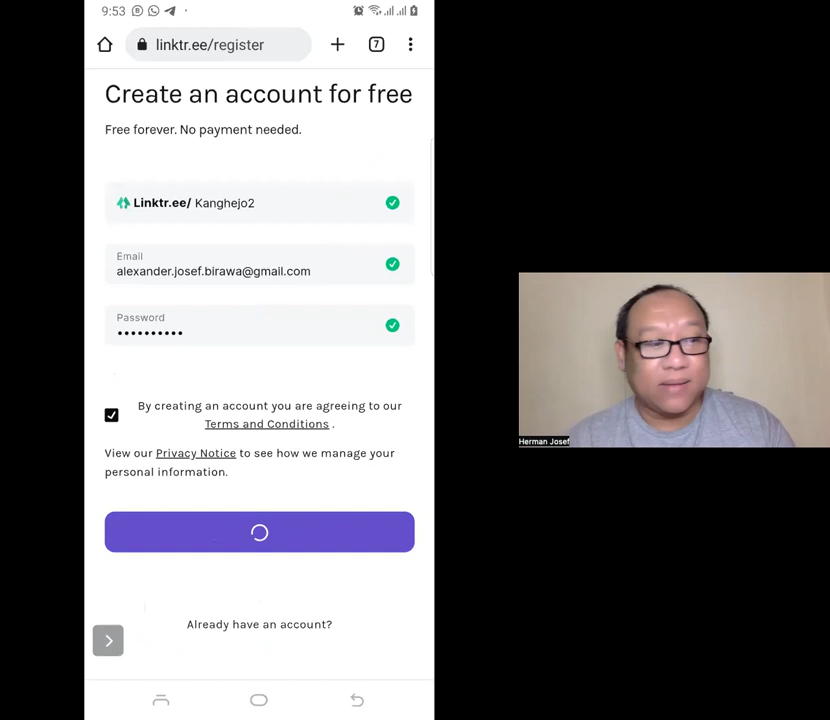 9:53
linktr.ee/register
7
Create an account for free
Free forever. No payment needed.
Linktr.ee/ Kanghejo2
Email
alexander.josef.birawa@gmail.com
Password
••••••••••
By creating an account you are agreeing to our
Terms and Conditions .
View our Privacy Notice to see how we manage your
personal information.
Already have an account?
Herman Josef